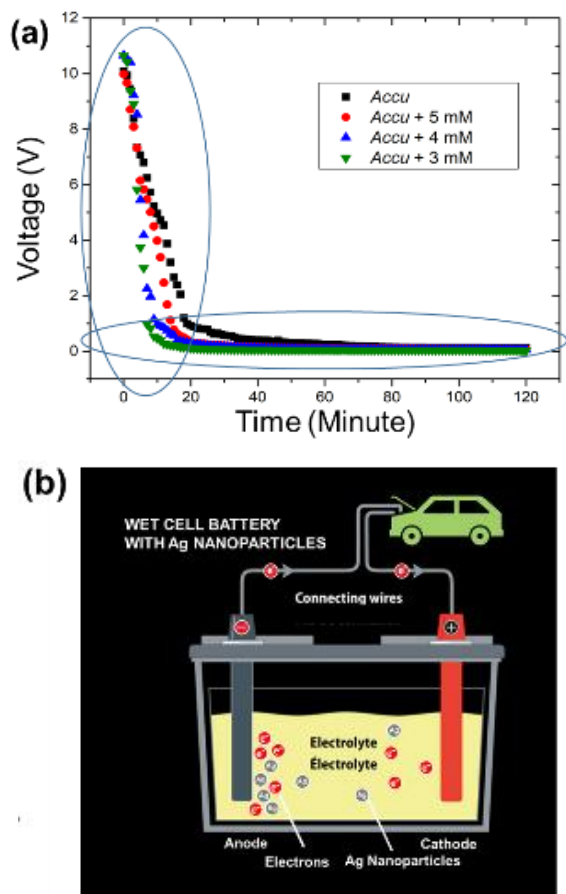 (a)
12
10
8
6
4
2
0
Voltage (V)
Accu
Accu + 5 mM
Accu + 4 mM
Accu + 3 mM
0 20 40 60 80 100 120
Time (Minute)
(b)
WET CELL BATTERY
WITH Ag NANOPARTICLES
Connecting wires
Electrolyte
Électrolyte
Anode
Cathode
Electrons
Ag Nanoparticles